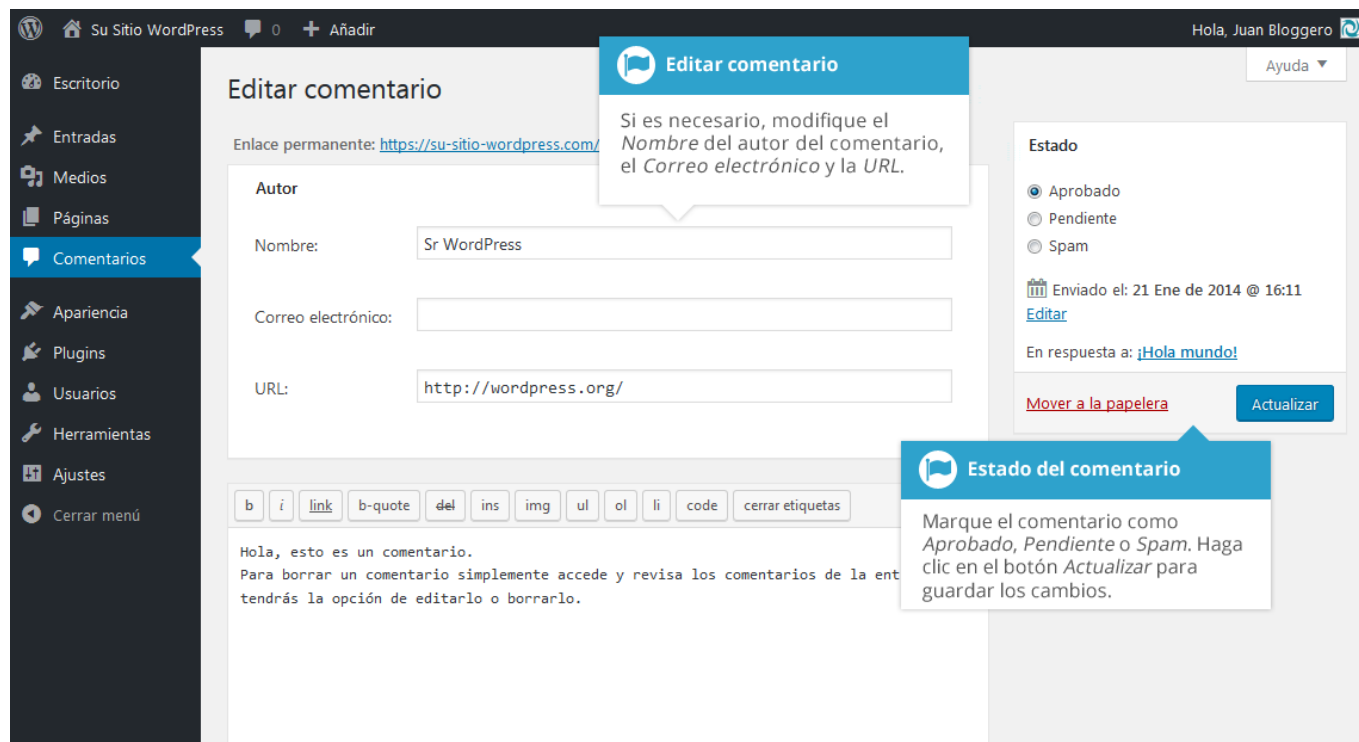 Su Sitio WordPress 0 + Añadir
Hola, Juan Bloggero
Escritorio
Entradas
Medios
Páginas
Comentarios
Apariencia
Plugins
Usuarios
Herramientas
Ajustes
Cerrar menú
Ayuda ▼
Editar comentario
Enlace permanente: https://su-sitio-wordpress.com/
Editar comentario
Si es necesario, modifique el
Nombre del autor del comentario,
el Correo electrónico y la URL.
Autor
Nombre: Sr WordPress
Correo electrónico:
URL: http://wordpress.org/
b i link b-quote del ins img ul ol li code cerrar etiquetas
Hola, esto es un comentario.
Para borrar un comentario simplemente accede y revisa los comentarios de la
tendrás la opción de editarlo o borrarlo.
Estado
Aprobado
Pendiente
Spam
Enviado el: 21 Ene de 2014 @ 16:11
Editar
En respuesta a: ¡Hola mundo!
Mover a la papelera Actualizar
Estado del comentario
Marque el comentario como
Aprobado, Pendiente o Spam. Haga
clic en el botón Actualizar para
guardar los cambios.